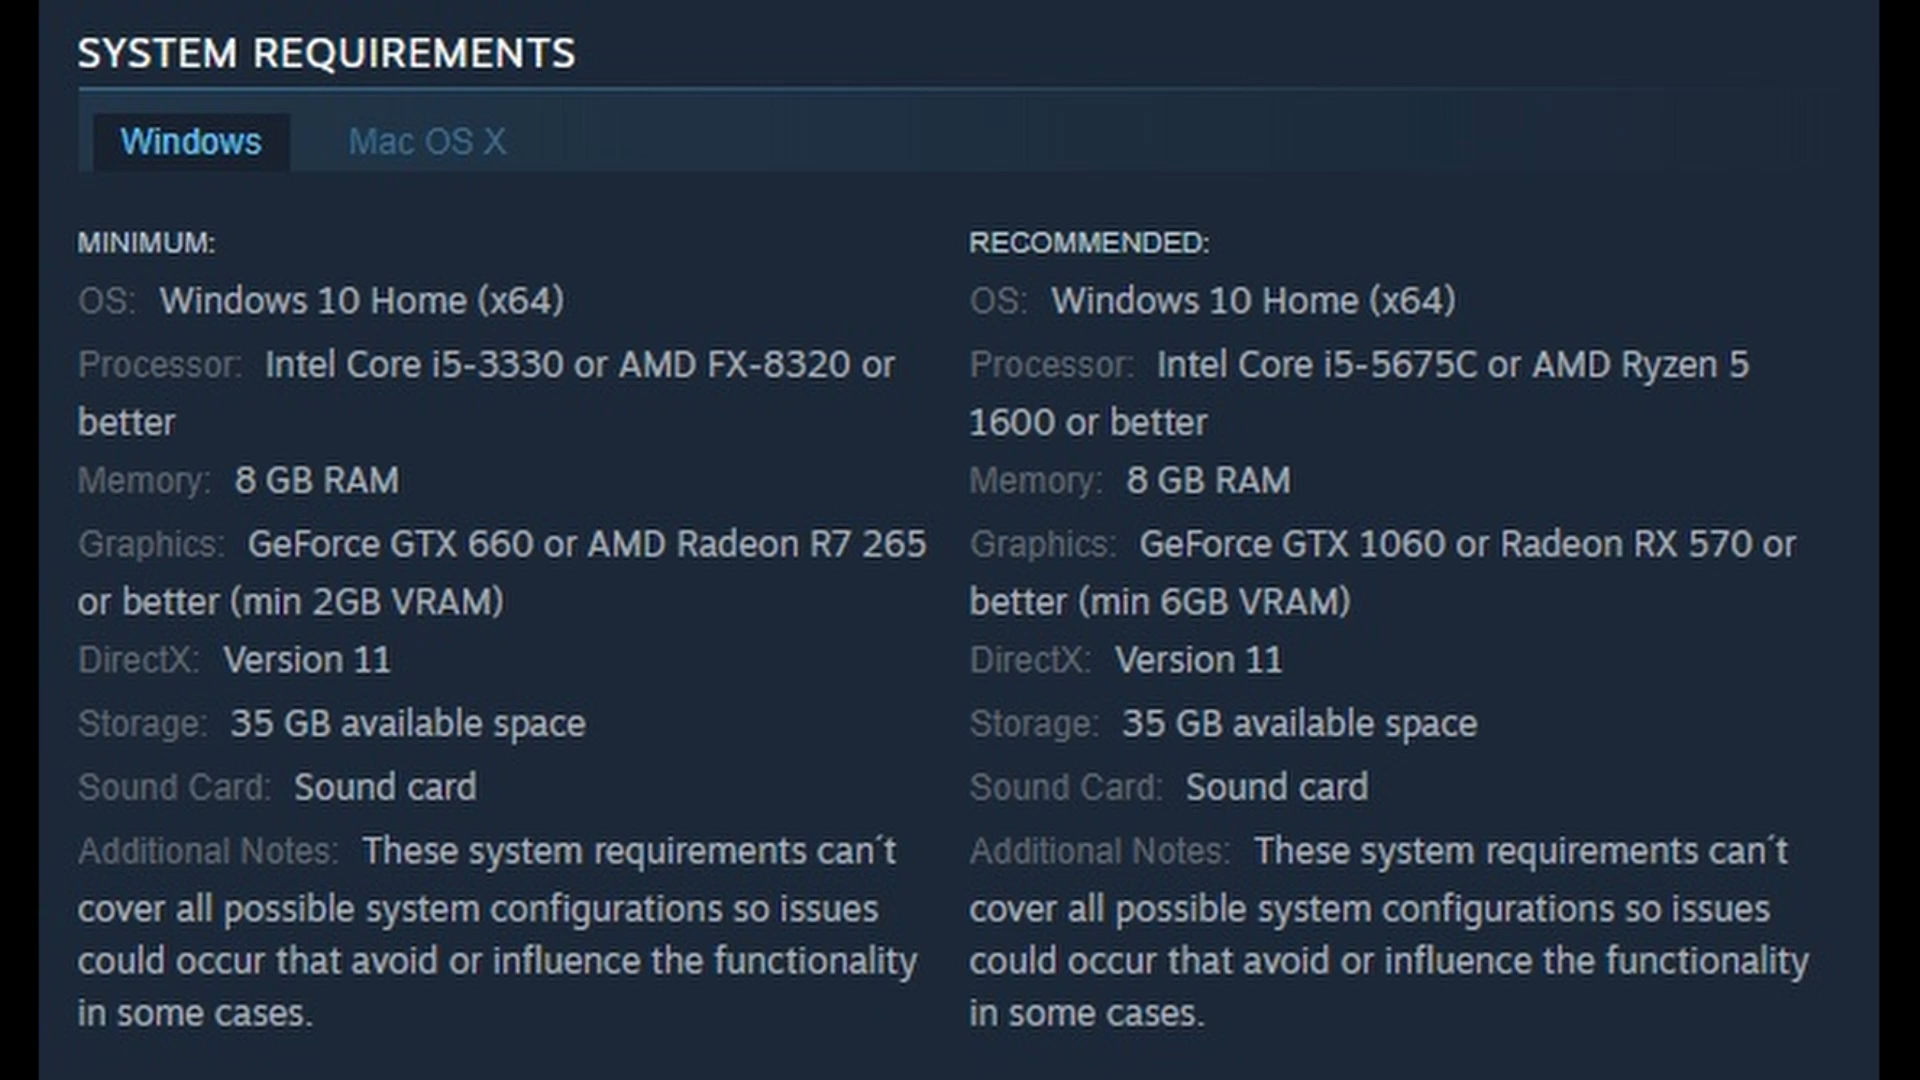 SYSTEM REQUIREMENTS
Windows
Mac OS X
MINIMUM:
OS: Windows 10 Home (x64)
Processor: Intel Core i5-3330 or AMD FX-8320 or
better
Memory: 8 GB RAM
Graphics: GeForce GTX 660 or AMD Radeon R7 265
or better (min 2GB VRAM)
DirectX: Version 11
Storage: 35 GB available space
Sound Card: Sound card
Additional Notes: These system requirements can´t
cover all possible system configurations so issues
could occur that avoid or influence the functionality
in some cases.
RECOMMENDED:
OS: Windows 10 Home (x64)
Processor: Intel Core i5-5675C or AMD Ryzen 5
1600 or better
Memory: 8 GB RAM
Graphics: GeForce GTX 1060 or Radeon RX 570 or
better (min 6GB VRAM)
DirectX: Version 11
Storage: 35 GB available space
Sound Card: Sound card
Additional Notes: These system requirements can´t
cover all possible system configurations so issues
could occur that avoid or influence the functionality
in some cases.